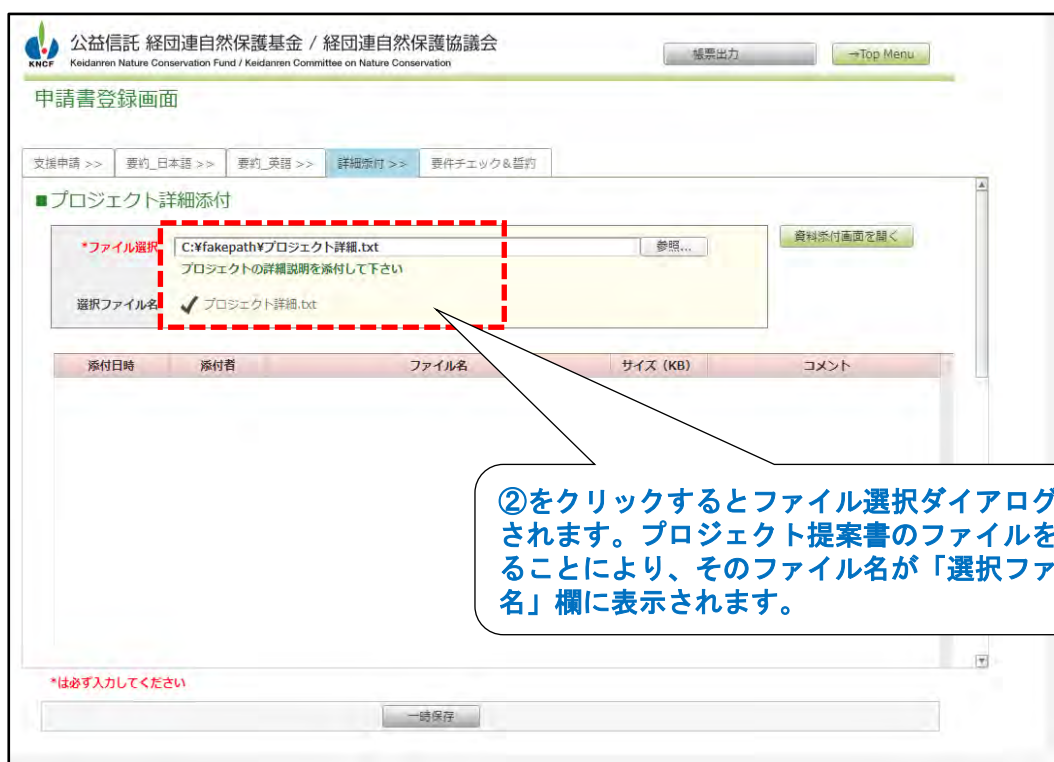 公益信託 経団連自然保護基金 / 経団連自然保護協議会
KNCF
Keidanren Nature Conservation Fund / Keidanren Committee on Nature Conservation
帳票出力
→Top Menu
申請書登録画面
支援申請 >>
要約_日本語 >>
要約_英語 >>
詳細添付 >>
要件チェック&誓約
■プロジェクト詳細添付
*ファイル選択
C:¥fakepath¥プロジェクト詳細.txt
参照...
資料添付画面を開く
プロジェクトの詳細説明を添付して下さい
選択ファイル名
✓ プロジェクト詳細.txt
添付日時
添付者
ファイル名
サイズ (KB)
コメント
②をクリックするとファイル選択ダイアログ
されます。プロジェクト提案書のファイルを
ることにより、そのファイル名が「選択ファ
名」欄に表示されます。
*は必ず入力してください
一時保存